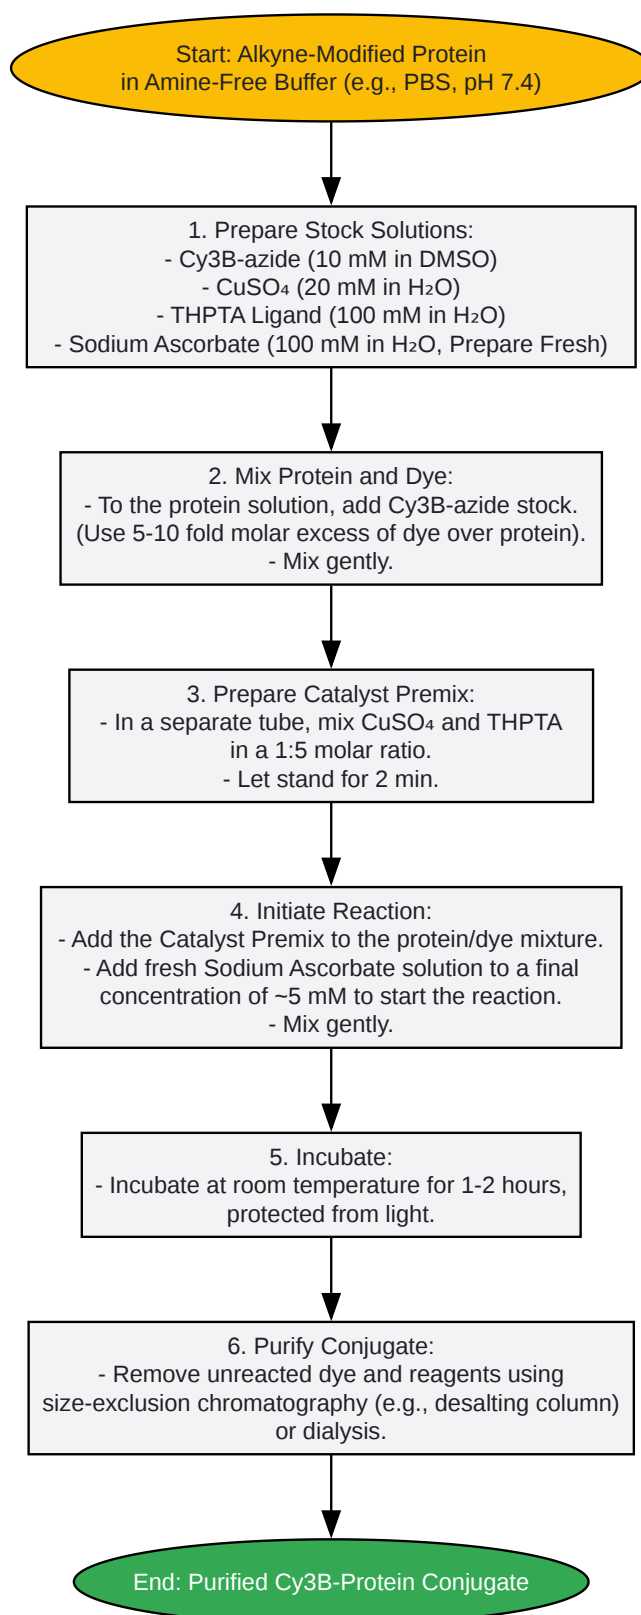 Start: Alkyne-Modified Protein
in Amine-Free Buffer (e.g., PBS, pH 7.4)
1. Prepare Stock Solutions:
- Cy3B-azide (10 mM in DMSO)
- CuSO₄ (20 mM in H₂O)
- THPTA Ligand (100 mM in H₂O)
- Sodium Ascorbate (100 mM in H₂O, Prepare Fresh)
2. Mix Protein and Dye:
- To the protein solution, add Cy3B-azide stock.
(Use 5-10 fold molar excess of dye over protein).
- Mix gently.
3. Prepare Catalyst Premix:
- In a separate tube, mix CuSO₄ and THPTA
in a 1:5 molar ratio.
- Let stand for 2 min.
4. Initiate Reaction:
- Add the Catalyst Premix to the protein/dye mixture.
- Add fresh Sodium Ascorbate solution to a final
concentration of ~5 mM to start the reaction.
- Mix gently.
5. Incubate:
- Incubate at room temperature for 1-2 hours,
protected from light.
6. Purify Conjugate:
- Remove unreacted dye and reagents using
size-exclusion chromatography (e.g., desalting column)
or dialysis.
End: Purified Cy3B-Protein Conjugate